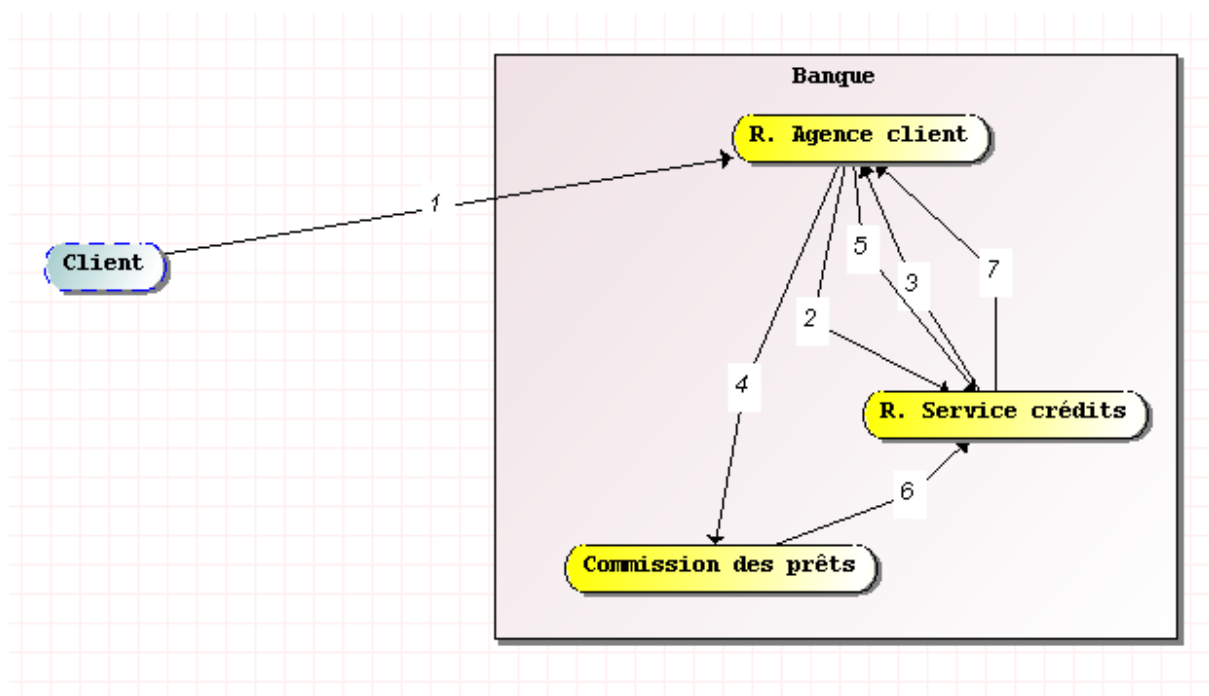 Banque
R. Agence client
1
Client
5
3
7
2
4
R. Service crédits
6
Commission des prêts